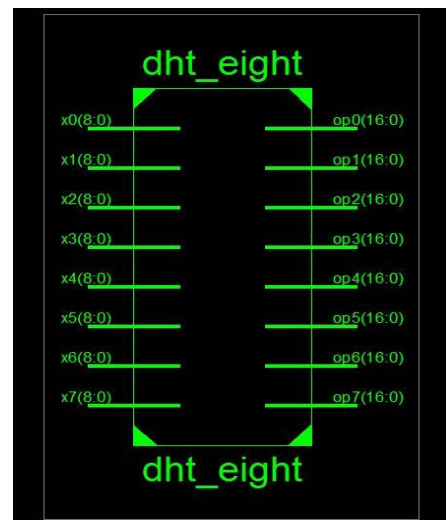 dht_eight
x0(8:0) op0(16:0)
x1(8:0) op1(16:0)
x2(8:0) op2(16:0)
x3(8:0) op3(16:0)
x4(8:0) op4(16:0)
x5(8:0) op5(16:0)
x6(8:0) op6(16:0)
x7(8:0) op7(16:0)
dht_eight